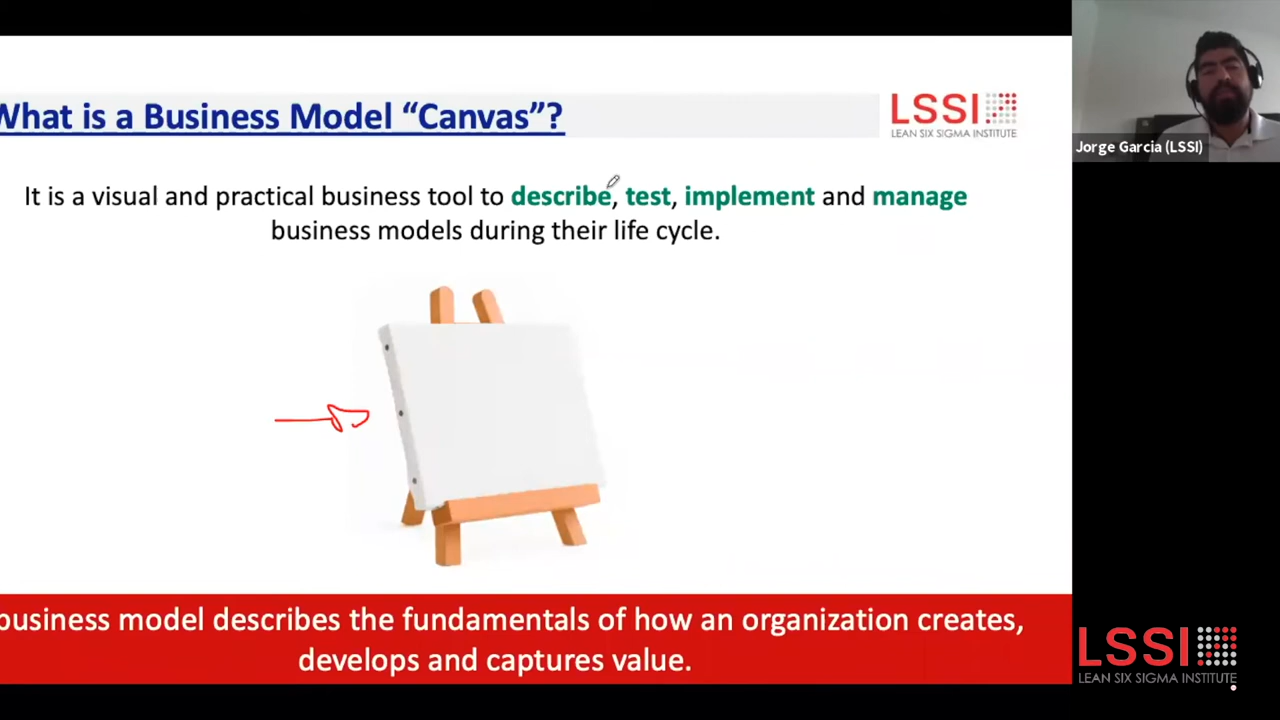 What is a Business Model “Canvas”?
LSSI
LEAN SIX SIGMA INSTITUTE
Jorge Garcia (LSSI)
It is a visual and practical business tool to describe, test, implement and manage
business models during their life cycle.
business model describes the fundamentals of how an organization creates,
develops and captures value.
LSSI
LEAN SIX SIGMA INSTITUTE